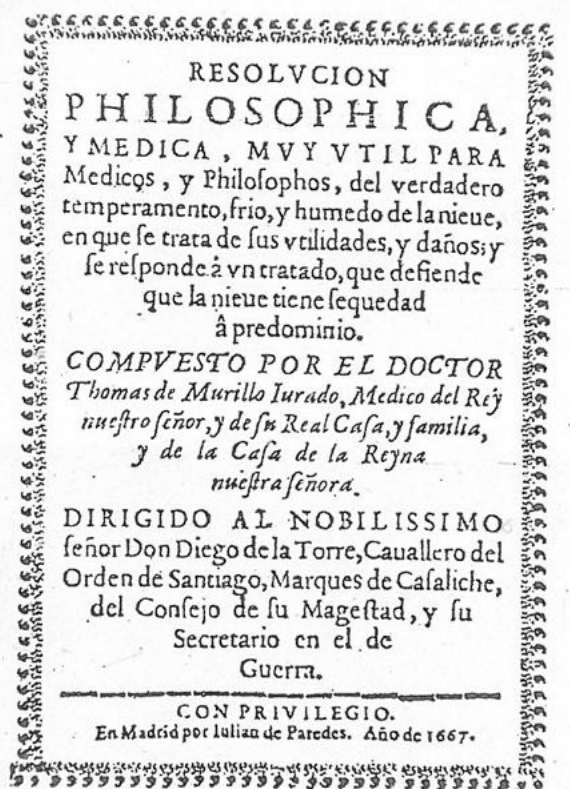 RESOLVCION
PHILOSOPHICA,
Y MEDICA, MVY VTIL PARA
Medicos, y Philoſophos, del verdadero
temperamento, frio, y humedo de la nieue,
en que ſe trata de ſus vtilidades, y daños; y
ſe reſponde â vn tratado, que defiende
que la nieue tiene ſequedad
â predominio.
COMPVESTO POR EL DOCTOR
Thomas de Murillo Iurado, Medico del Rey
nueſtro ſeñor, y de ſu Real Caſa, y familia,
y de la Caſa de la Reyna
nueſtra ſeñora.
DIRIGIDO AL NOBILISSIMO
ſeñor Don Diego de la Torre, Cauallero del
Orden de Santiago, Marques de Caſaliche,
del Conſejo de ſu Mageſtad, y ſu
Secretario en el de
Guerra.
CON PRIVILEGIO.
En Madrid por Iulian de Paredes. Año de 1667.